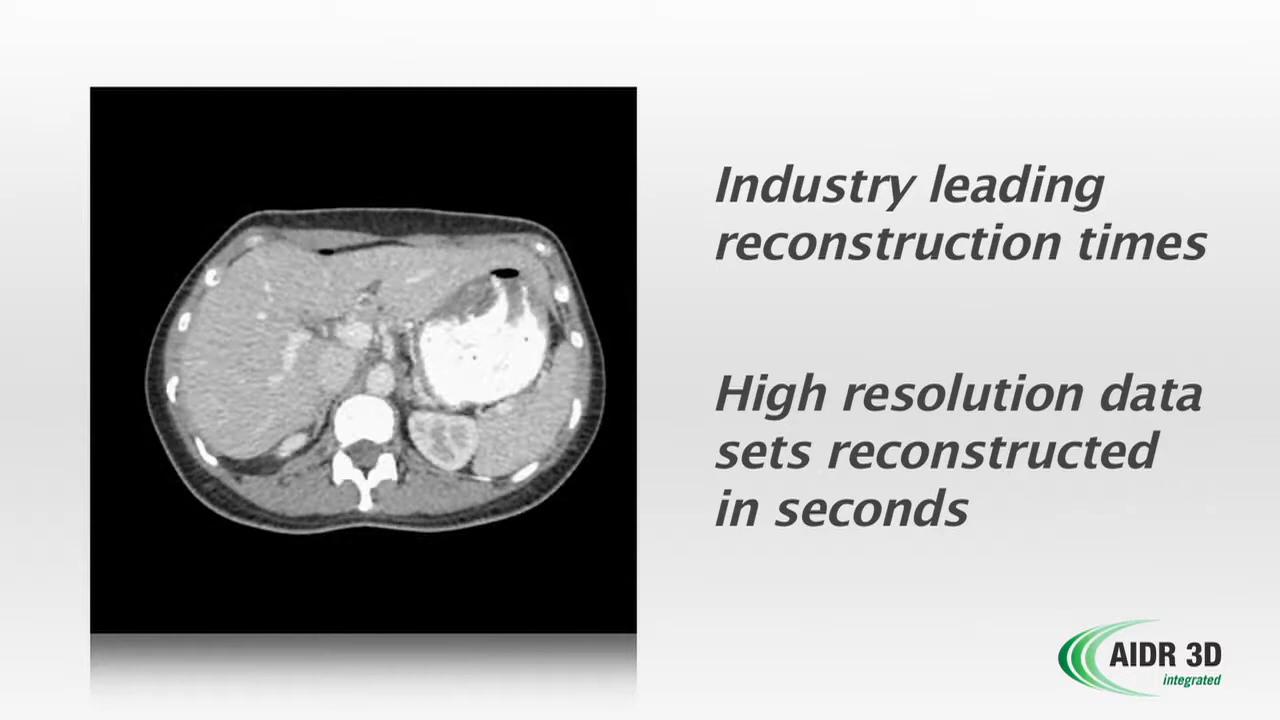 Industry leading
reconstruction times
High resolution data
sets reconstructed
in seconds
AIDR 3D
integrated